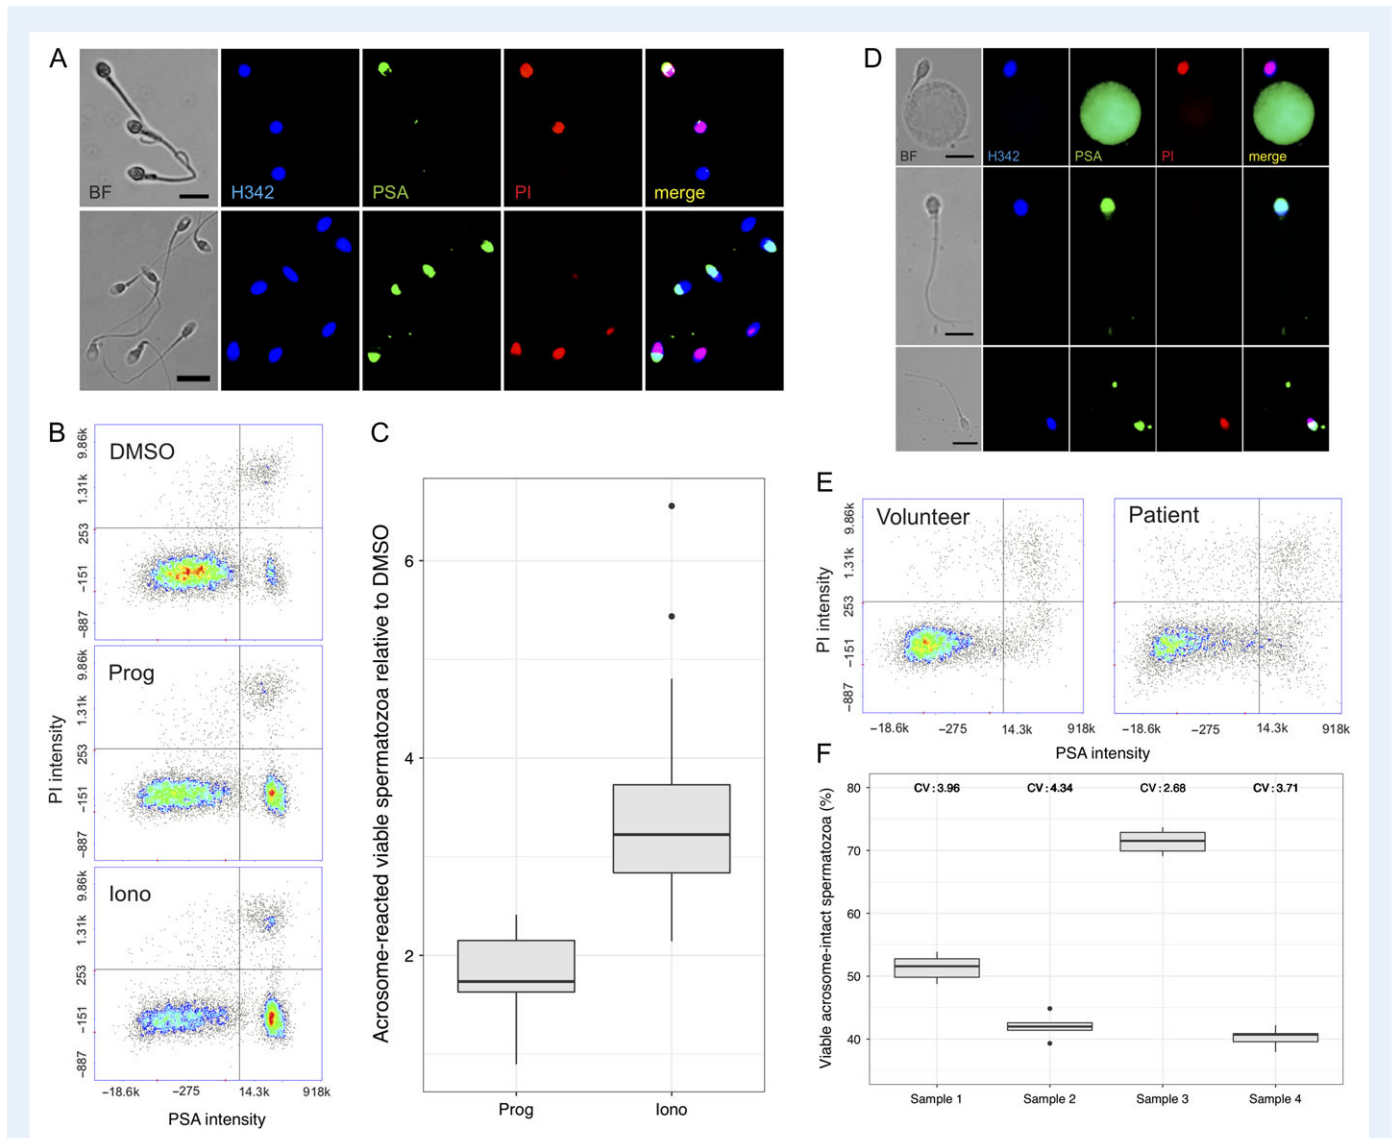 A
BF
H342
PSA
PI
merge
B
DMSO
9.86k
1.31k
253
−151
−887
Prog
9.86k
1.31k
253
−151
−887
Iono
9.86k
1.31k
253
−151
−887
PI intensity
−18.6k −275 14.3k 918k
PSA intensity
C
Acrosome-reacted viable spermatozoa relative to DMSO
6
4
2
Prog Iono
D
BF
H342
PSA
PI
merge
E
Volunteer
Patient
PI intensity
9.86k
1.31k
253
−151
−887
−18.6k −275 14.3k 918k
−18.6k −275 14.3k 918k
PSA intensity
F
Viable acrosome-intact spermatozoa (%)
80
70
60
50
40
CV : 3.96 CV : 4.34 CV : 2.68 CV : 3.71
Sample 1 Sample 2 Sample 3 Sample 4